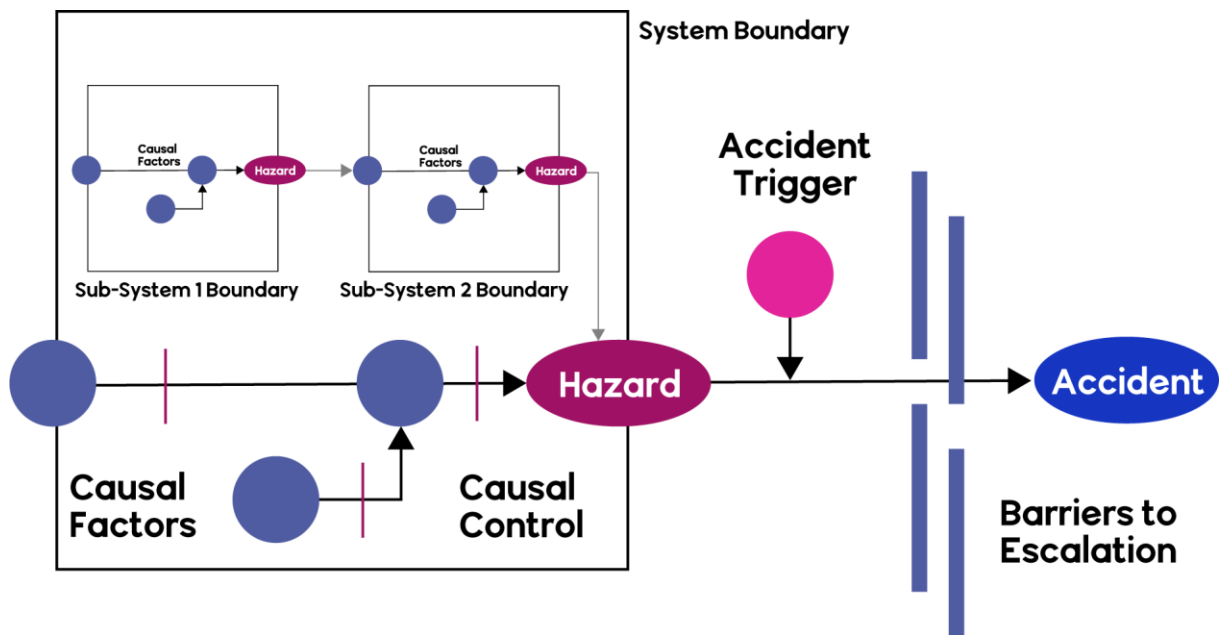 System Boundary
Causal
Factors
Hazard
Causal
Factors
Hazard
Sub-System 1 Boundary
Sub-System 2 Boundary
Accident
Trigger
Hazard
Accident
Causal
Factors
Causal
Control
Barriers to
Escalation